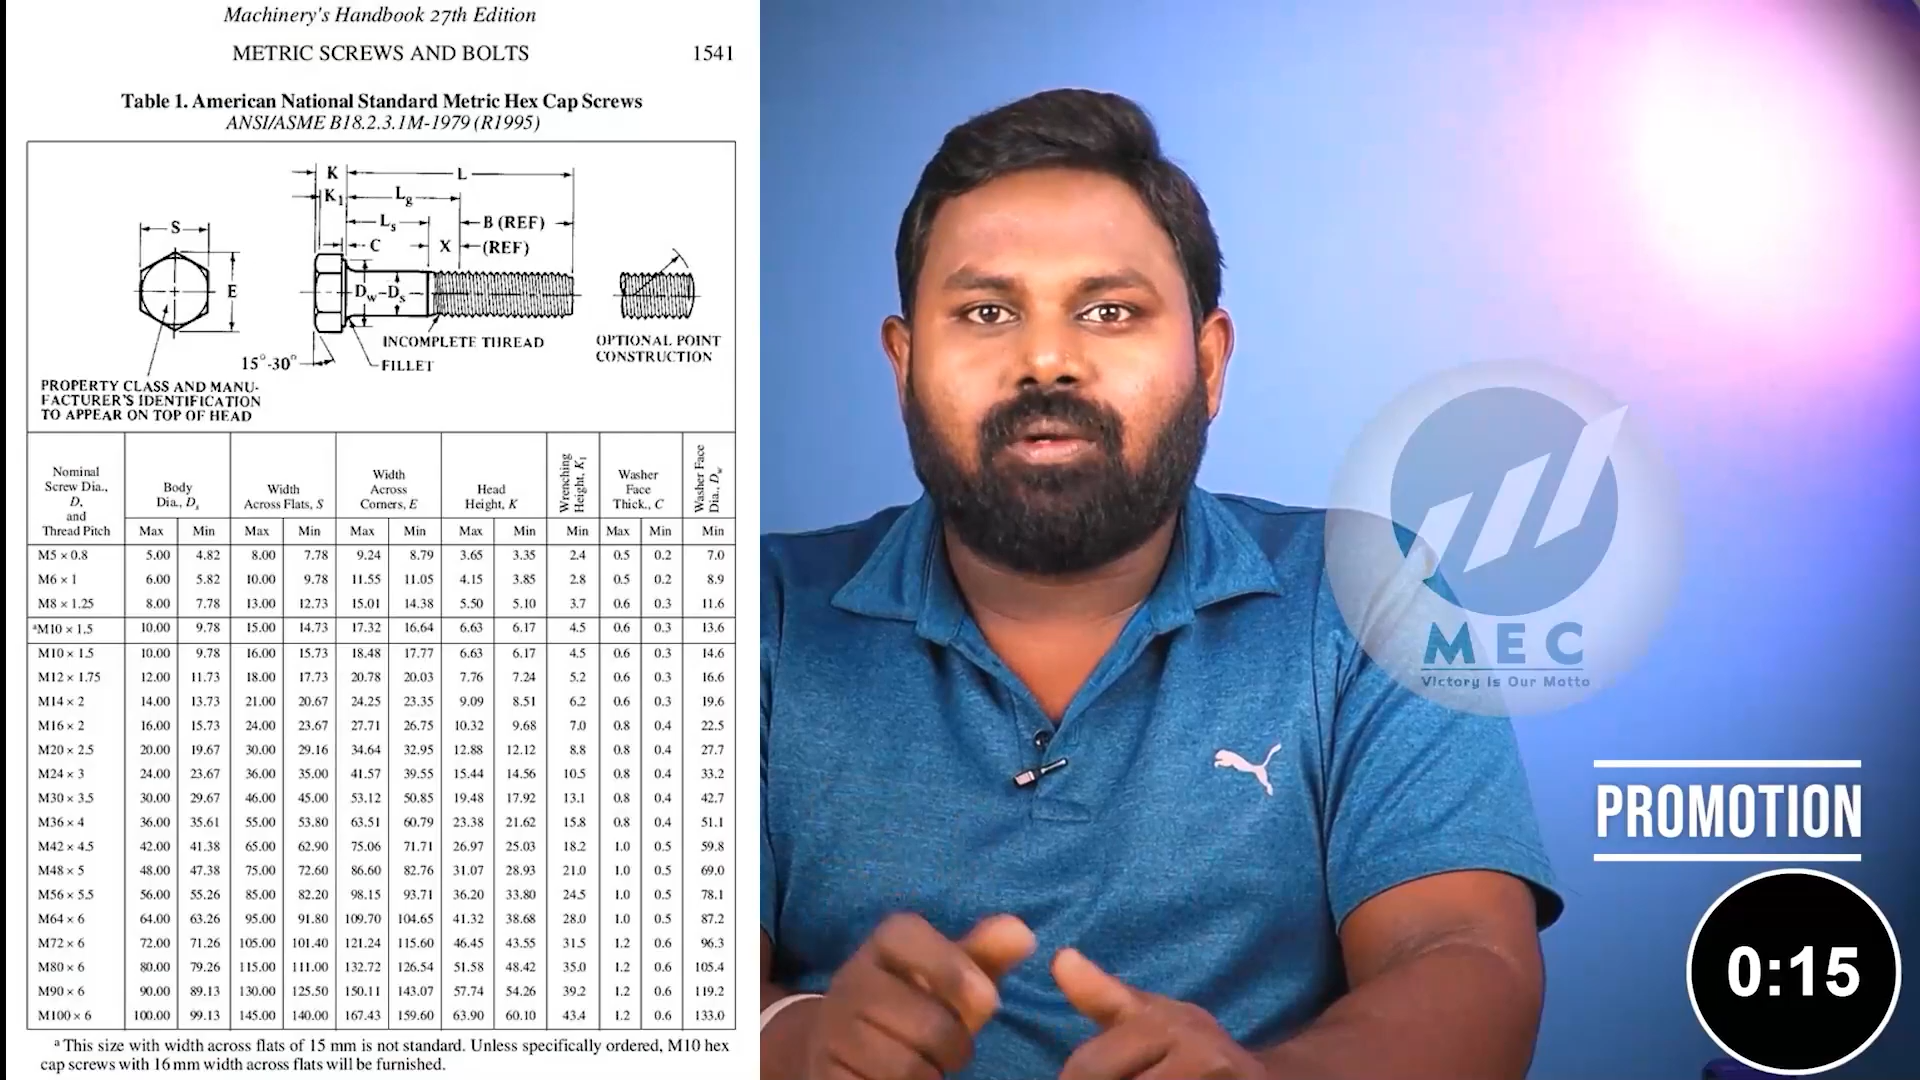 Machinery's Handbook 27th Edition
METRIC SCREWS AND BOLTS 1541
Table 1. American National Standard Metric Hex Cap Screws
ANSI/ASME B18.2.3.1M-1979 (R1995)
K L
K1 Lg
S Ls B (REF)
C X (REF)
E Dw Ds
INCOMPLETE THREAD OPTIONAL POINT
CONSTRUCTION
15°-30° FILLET
PROPERTY CLASS AND MANU-
FACTURER'S IDENTIFICATION
TO APPEAR ON TOP OF HEAD
Nominal
Screw Dia.,
D,
and
Thread Pitch
Body
Dia., Ds
Width
Across Flats, S
Width
Across
Corners, E
Head
Height, K
Wrenching
Height, K1
Washer
Face
Thick., C
Washer Face
Dia., Dw
Max Min Max Min Max Min Max Min Min Max Min Min
M5 × 0.8 5.00 4.82 8.00 7.78 9.24 8.79 3.65 3.35 2.4 0.5 0.2 7.0
M6 × 1 6.00 5.82 10.00 9.78 11.55 11.05 4.15 3.85 2.8 0.5 0.2 8.9
M8 × 1.25 8.00 7.78 13.00 12.73 15.01 14.38 5.50 5.10 3.7 0.6 0.3 11.6
aM10 × 1.5 10.00 9.78 15.00 14.73 17.32 16.64 6.63 6.17 4.5 0.6 0.3 13.6
M10 × 1.5 10.00 9.78 16.00 15.73 18.48 17.77 6.63 6.17 4.5 0.6 0.3 14.6
M12 × 1.75 12.00 11.73 18.00 17.73 20.78 20.03 7.76 7.24 5.2 0.6 0.3 16.6
M14 × 2 14.00 13.73 21.00 20.67 24.25 23.35 9.09 8.51 6.2 0.6 0.3 19.6
M16 × 2 16.00 15.73 24.00 23.67 27.71 26.75 10.32 9.68 7.0 0.8 0.4 22.5
M20 × 2.5 20.00 19.67 30.00 29.16 34.64 32.95 12.88 12.12 8.8 0.8 0.4 27.7
M24 × 3 24.00 23.67 36.00 35.00 41.57 39.55 15.44 14.56 10.5 0.8 0.4 33.2
M30 × 3.5 30.00 29.67 46.00 45.00 53.12 50.85 19.48 17.92 13.1 0.8 0.4 42.7
M36 × 4 36.00 35.61 55.00 53.80 63.51 60.79 23.38 21.62 15.8 0.8 0.4 51.1
M42 × 4.5 42.00 41.38 65.00 62.90 75.06 71.71 26.97 25.03 18.2 1.0 0.5 59.8
M48 × 5 48.00 47.38 75.00 72.60 86.60 82.76 31.07 28.93 21.0 1.0 0.5 69.0
M56 × 5.5 56.00 55.26 85.00 82.20 98.15 93.71 36.20 33.80 24.5 1.0 0.5 78.1
M64 × 6 64.00 63.26 95.00 91.80 109.70 104.65 41.32 38.68 28.0 1.0 0.5 87.2
M72 × 6 72.00 71.26 105.00 101.40 121.24 115.60 46.45 43.55 31.5 1.2 0.6 96.3
M80 × 6 80.00 79.26 115.00 111.00 132.72 126.54 51.58 48.42 35.0 1.2 0.6 105.4
M90 × 6 90.00 89.13 130.00 125.50 150.11 143.07 57.74 54.26 39.2 1.2 0.6 119.2
M100 × 6 100.00 99.13 145.00 140.00 167.43 159.60 63.90 60.10 43.4 1.2 0.6 133.0
a This size with width across flats of 15 mm is not standard. Unless specifically ordered, M10 hex
cap screws with 16 mm width across flats will be furnished.
MEC
Victory Is Our Motto
PROMOTION
0:15